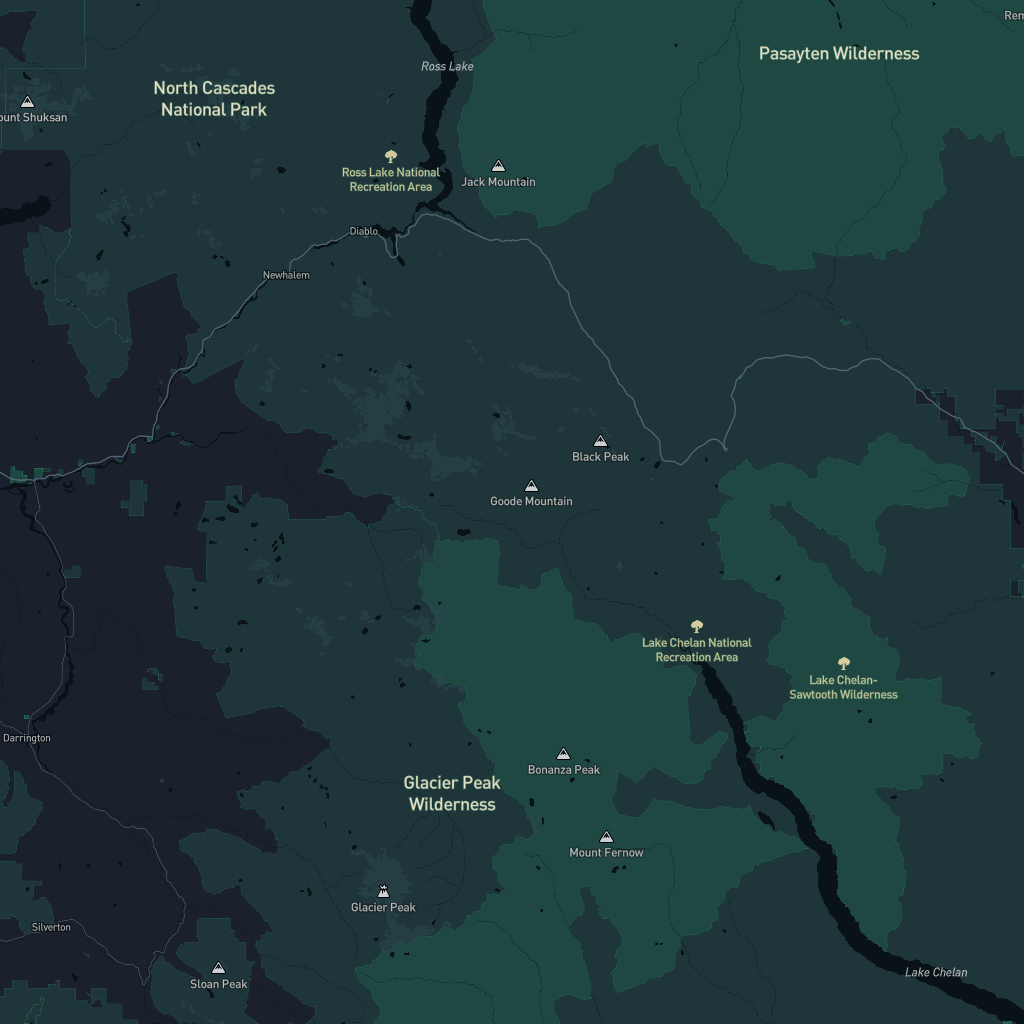 Ross Lake
Pasayten Wilderness
North Cascades
National Park
ount Shuksan
Ross Lake National
Recreation Area
Jack Mountain
Diablo
Newhalem
Black Peak
Goode Mountain
Lake Chelan National
Recreation Area
Lake Chelan-
Sawtooth Wilderness
Darrington
Bonanza Peak
Glacier Peak
Wilderness
Mount Fernow
Glacier Peak
Silverton
Sloan Peak
Lake Chelan